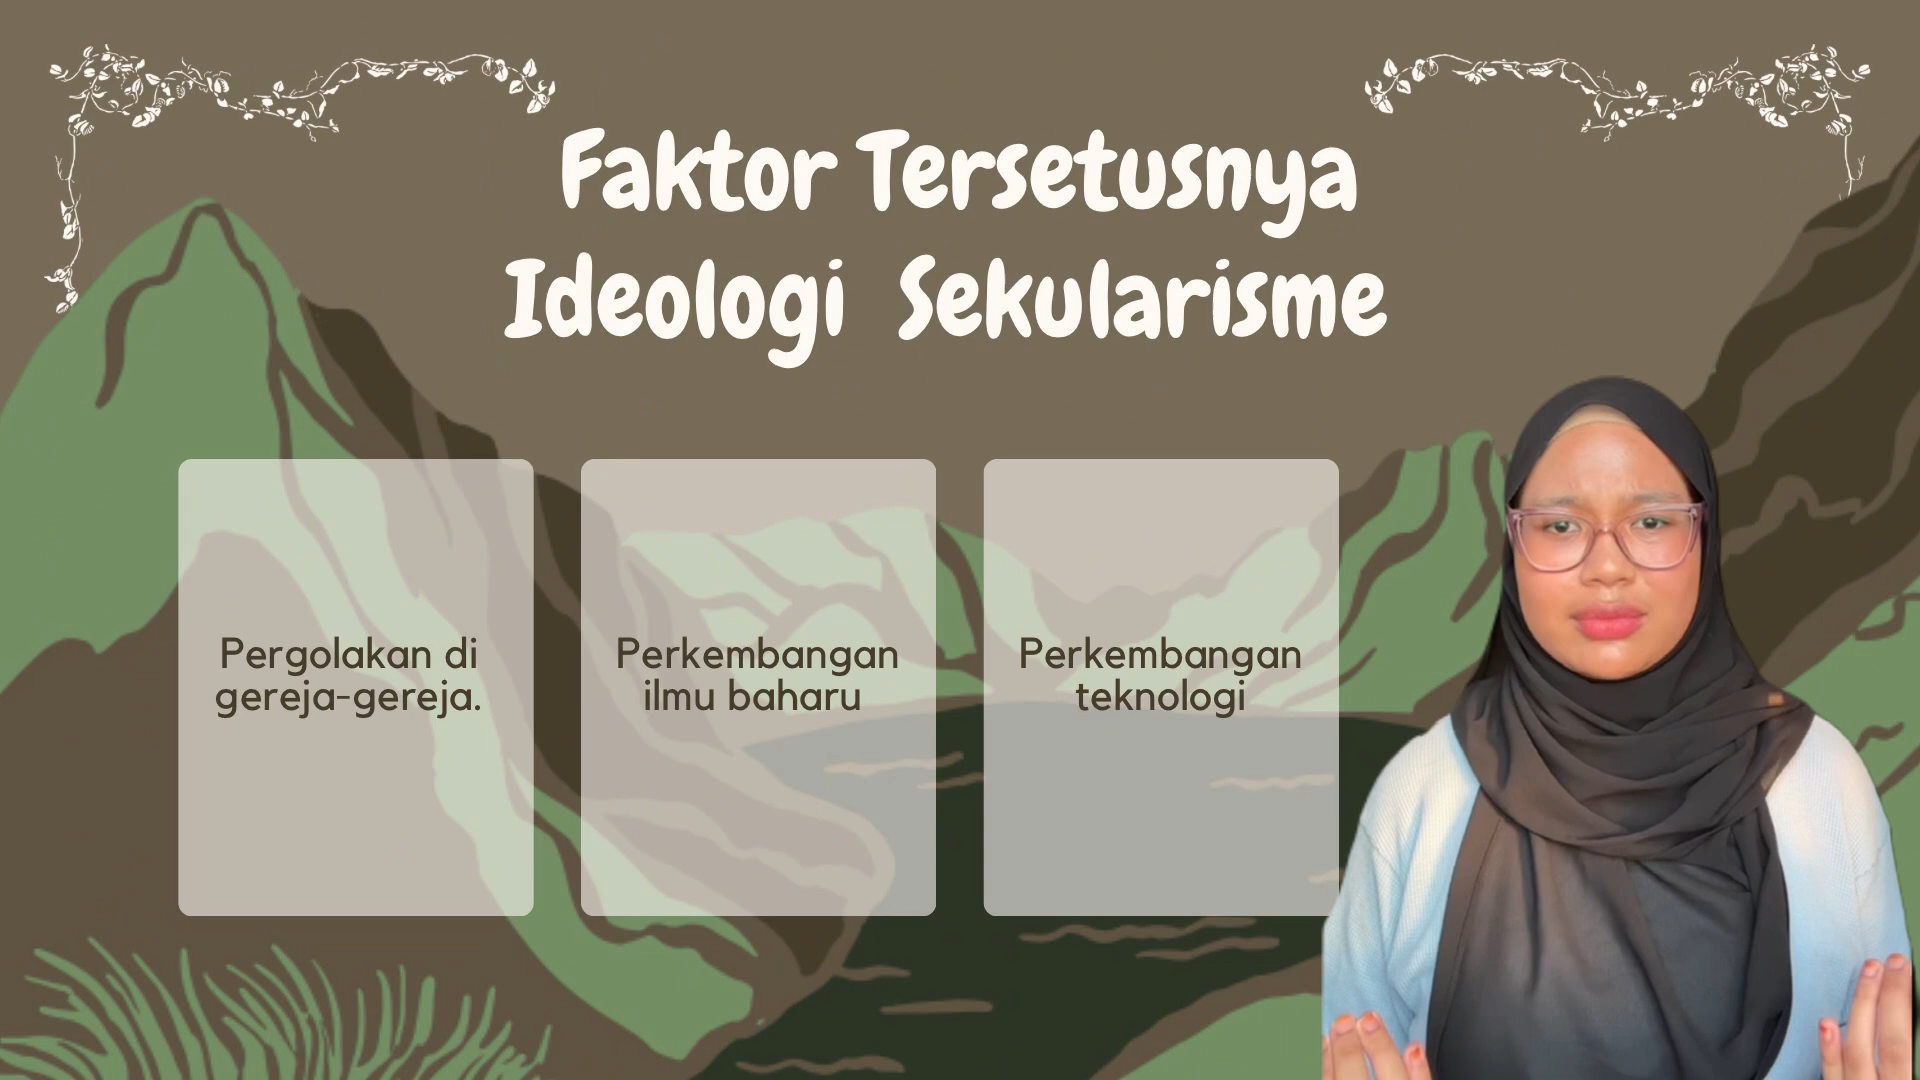 Faktor Tersetusnya
Ideologi Sekularisme
Pergolakan di
gereja-gereja.
Perkembangan
ilmu baharu
Perkembangan
teknologi